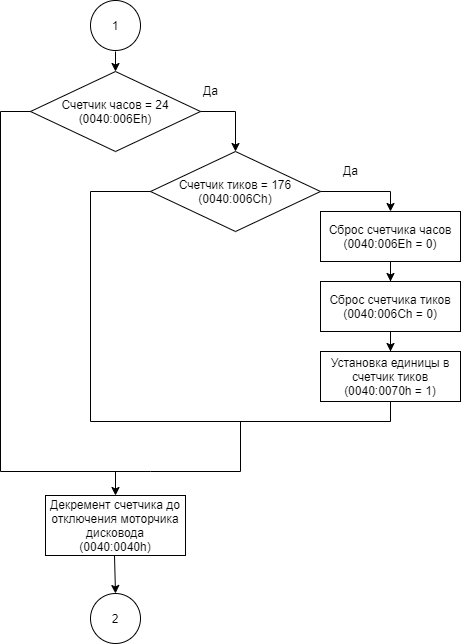 1
Счетчик часов = 24
(0040:006Eh)
Да
Счетчик тиков = 176
(0040:006Ch)
Да
Сброс счетчика часов
(0040:006Eh = 0)
Сброс счетчика тиков
(0040:006Ch = 0)
Установка единицы в
счетчик тиков
(0040:0070h = 1)
Декремент счетчика до
отключения моторчика
дисковода
(0040:0040h)
2